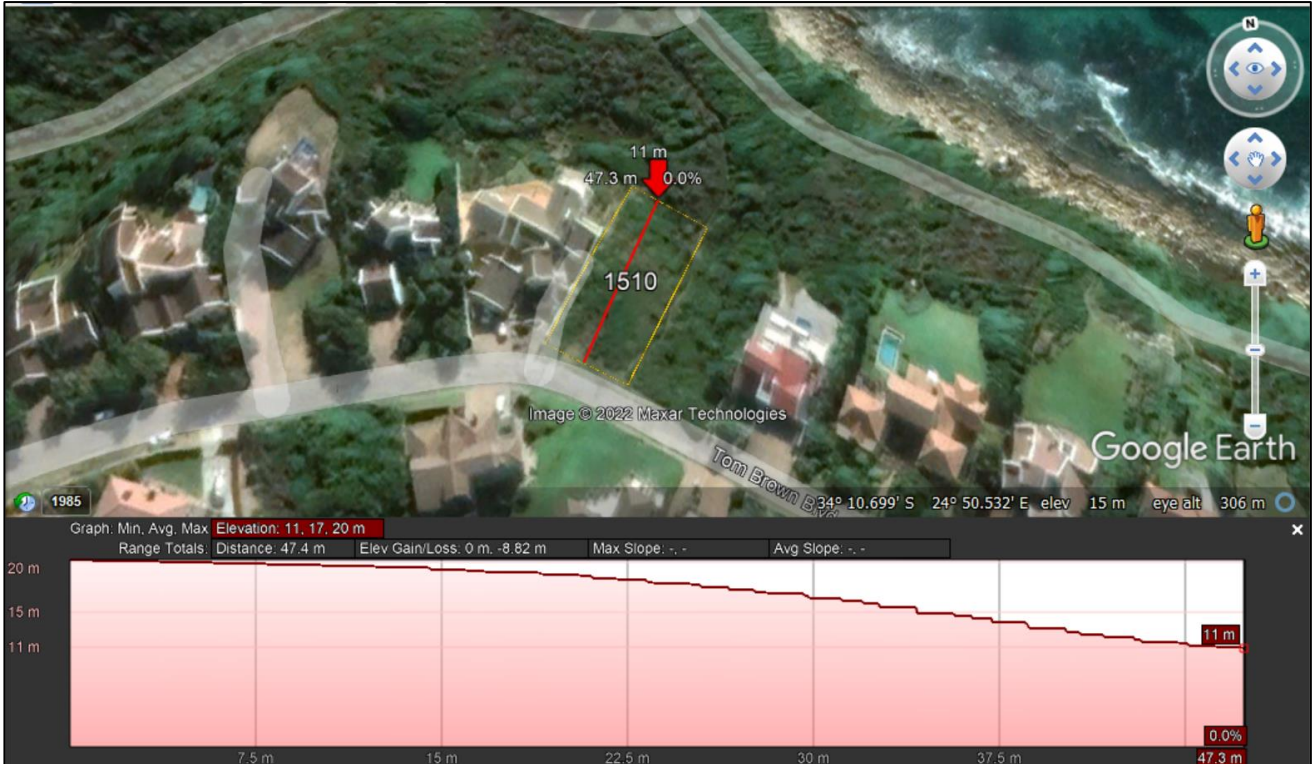 N
11 m
47.3 m 0.0%
1510
Image © 2022 Maxar Technologies
Tom Brown Blvd
Google Earth
1985
34° 10.699' S 24° 50.532' E elev 15 m eye alt 306 m
Graph: Min, Avg, Max Elevation: 11, 17, 20 m
Range Totals: Distance: 47.4 m Elev Gain/Loss: 0 m, -8.82 m Max Slope: -, - Avg Slope: -, -
20 m
15 m
11 m
11 m
0.0%
7.5 m 15 m 22.5 m 30 m 37.5 m 47.3 m